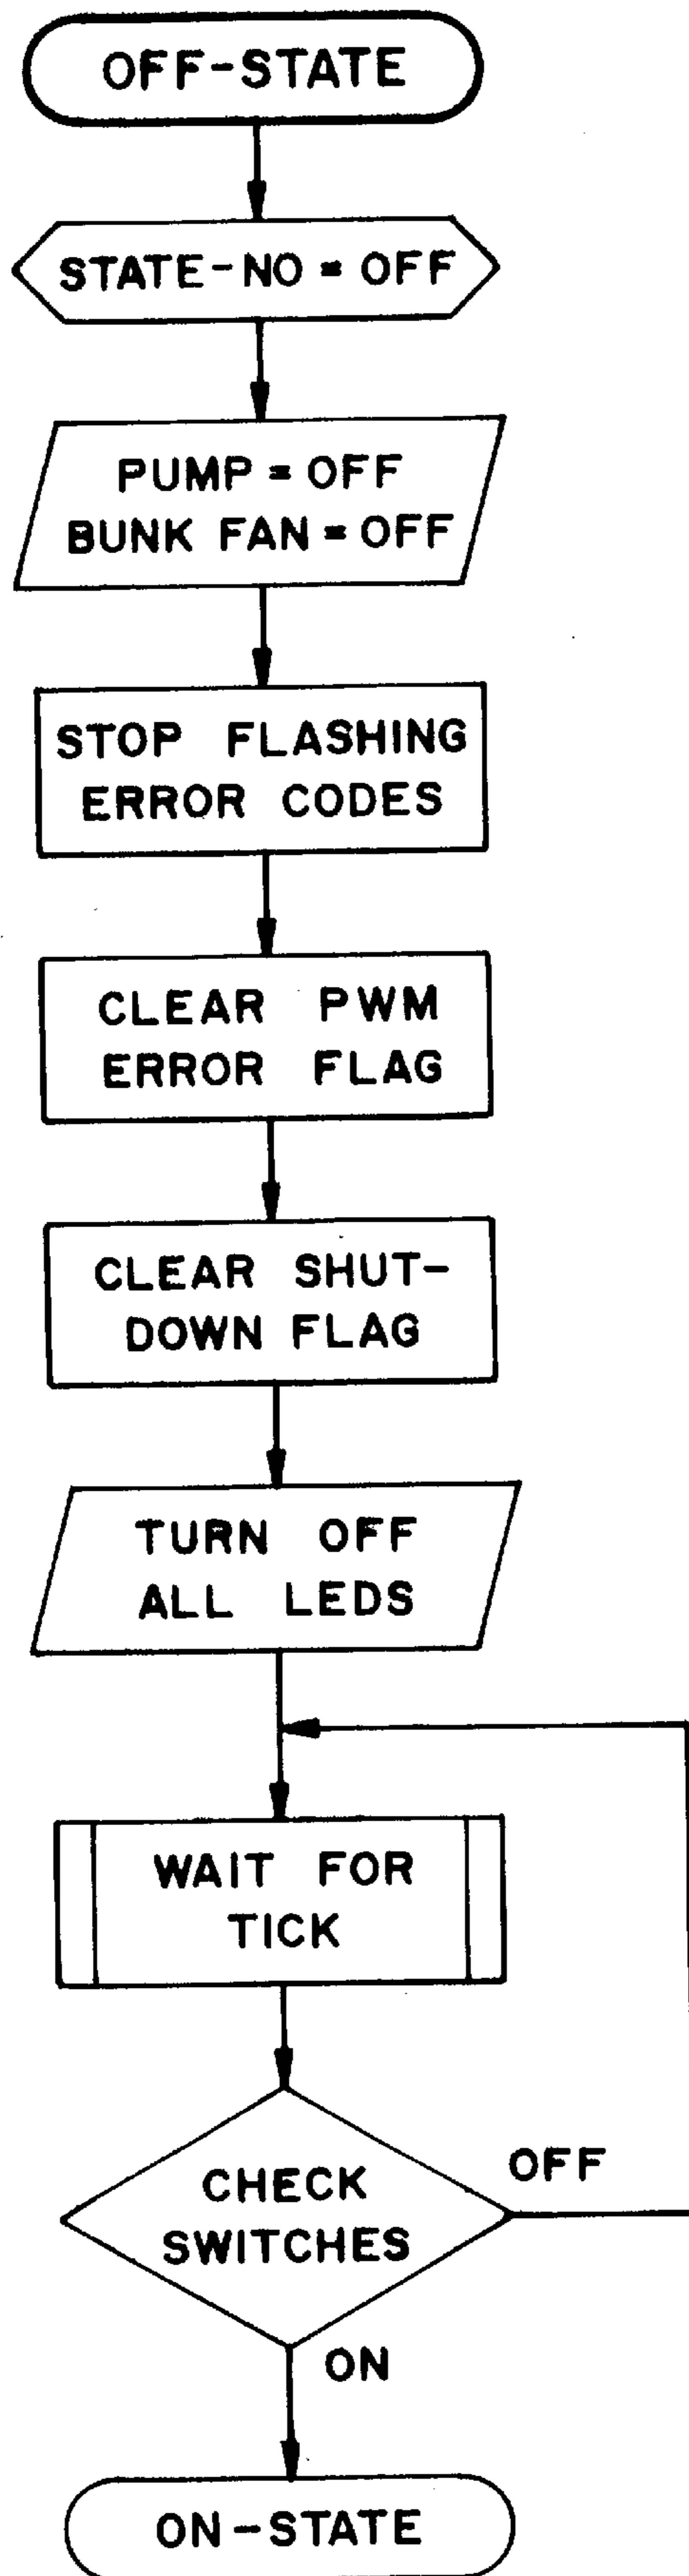 OFF-STATE
STATE-NO = OFF
PUMP = OFF
BUNK FAN = OFF
STOP FLASHING
ERROR CODES
CLEAR PWM
ERROR FLAG
CLEAR SHUT-
DOWN FLAG
TURN OFF
ALL LEDS
WAIT FOR
TICK
CHECK
SWITCHES
OFF
ON
ON-STATE